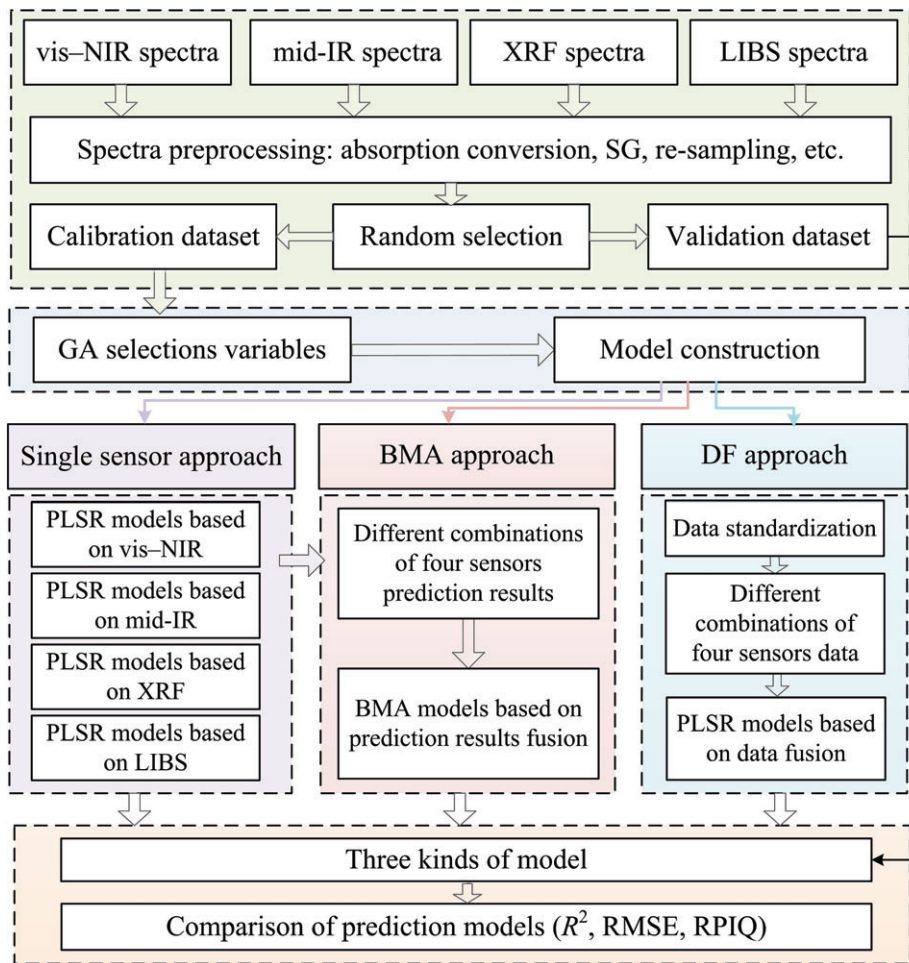 vis–NIR spectra
mid-IR spectra
XRF spectra
LIBS spectra
Spectra preprocessing: absorption conversion, SG, re-sampling, etc.
Calibration dataset
Random selection
Validation dataset
GA selections variables
Model construction
Single sensor approach
BMA approach
DF approach
PLSR models based
on vis–NIR
PLSR models based
on mid-IR
PLSR models based
on XRF
PLSR models based
on LIBS
Different combinations
of four sensors
prediction results
BMA models based on
prediction results fusion
Data standardization
Different
combinations of
four sensors data
PLSR models based
on data fusion
Three kinds of model
Comparison of prediction models (R², RMSE, RPIQ)